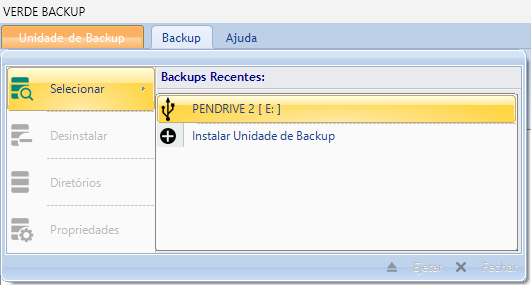 VERDE BACKUP
Unidade de Backup Backup Ajuda
Selecionar
Desinstalar
Diretórios
Propriedades
Backups Recentes:
PENDRIVE 2 [ E: ]
Instalar Unidade de Backup
Ejetar Fechar